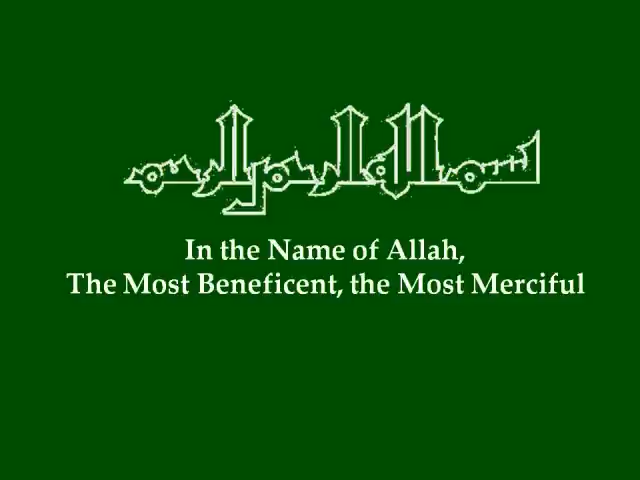 بسم الله الرحمن الرحيم
In the Name of Allah,
The Most Beneficent, the Most Merciful